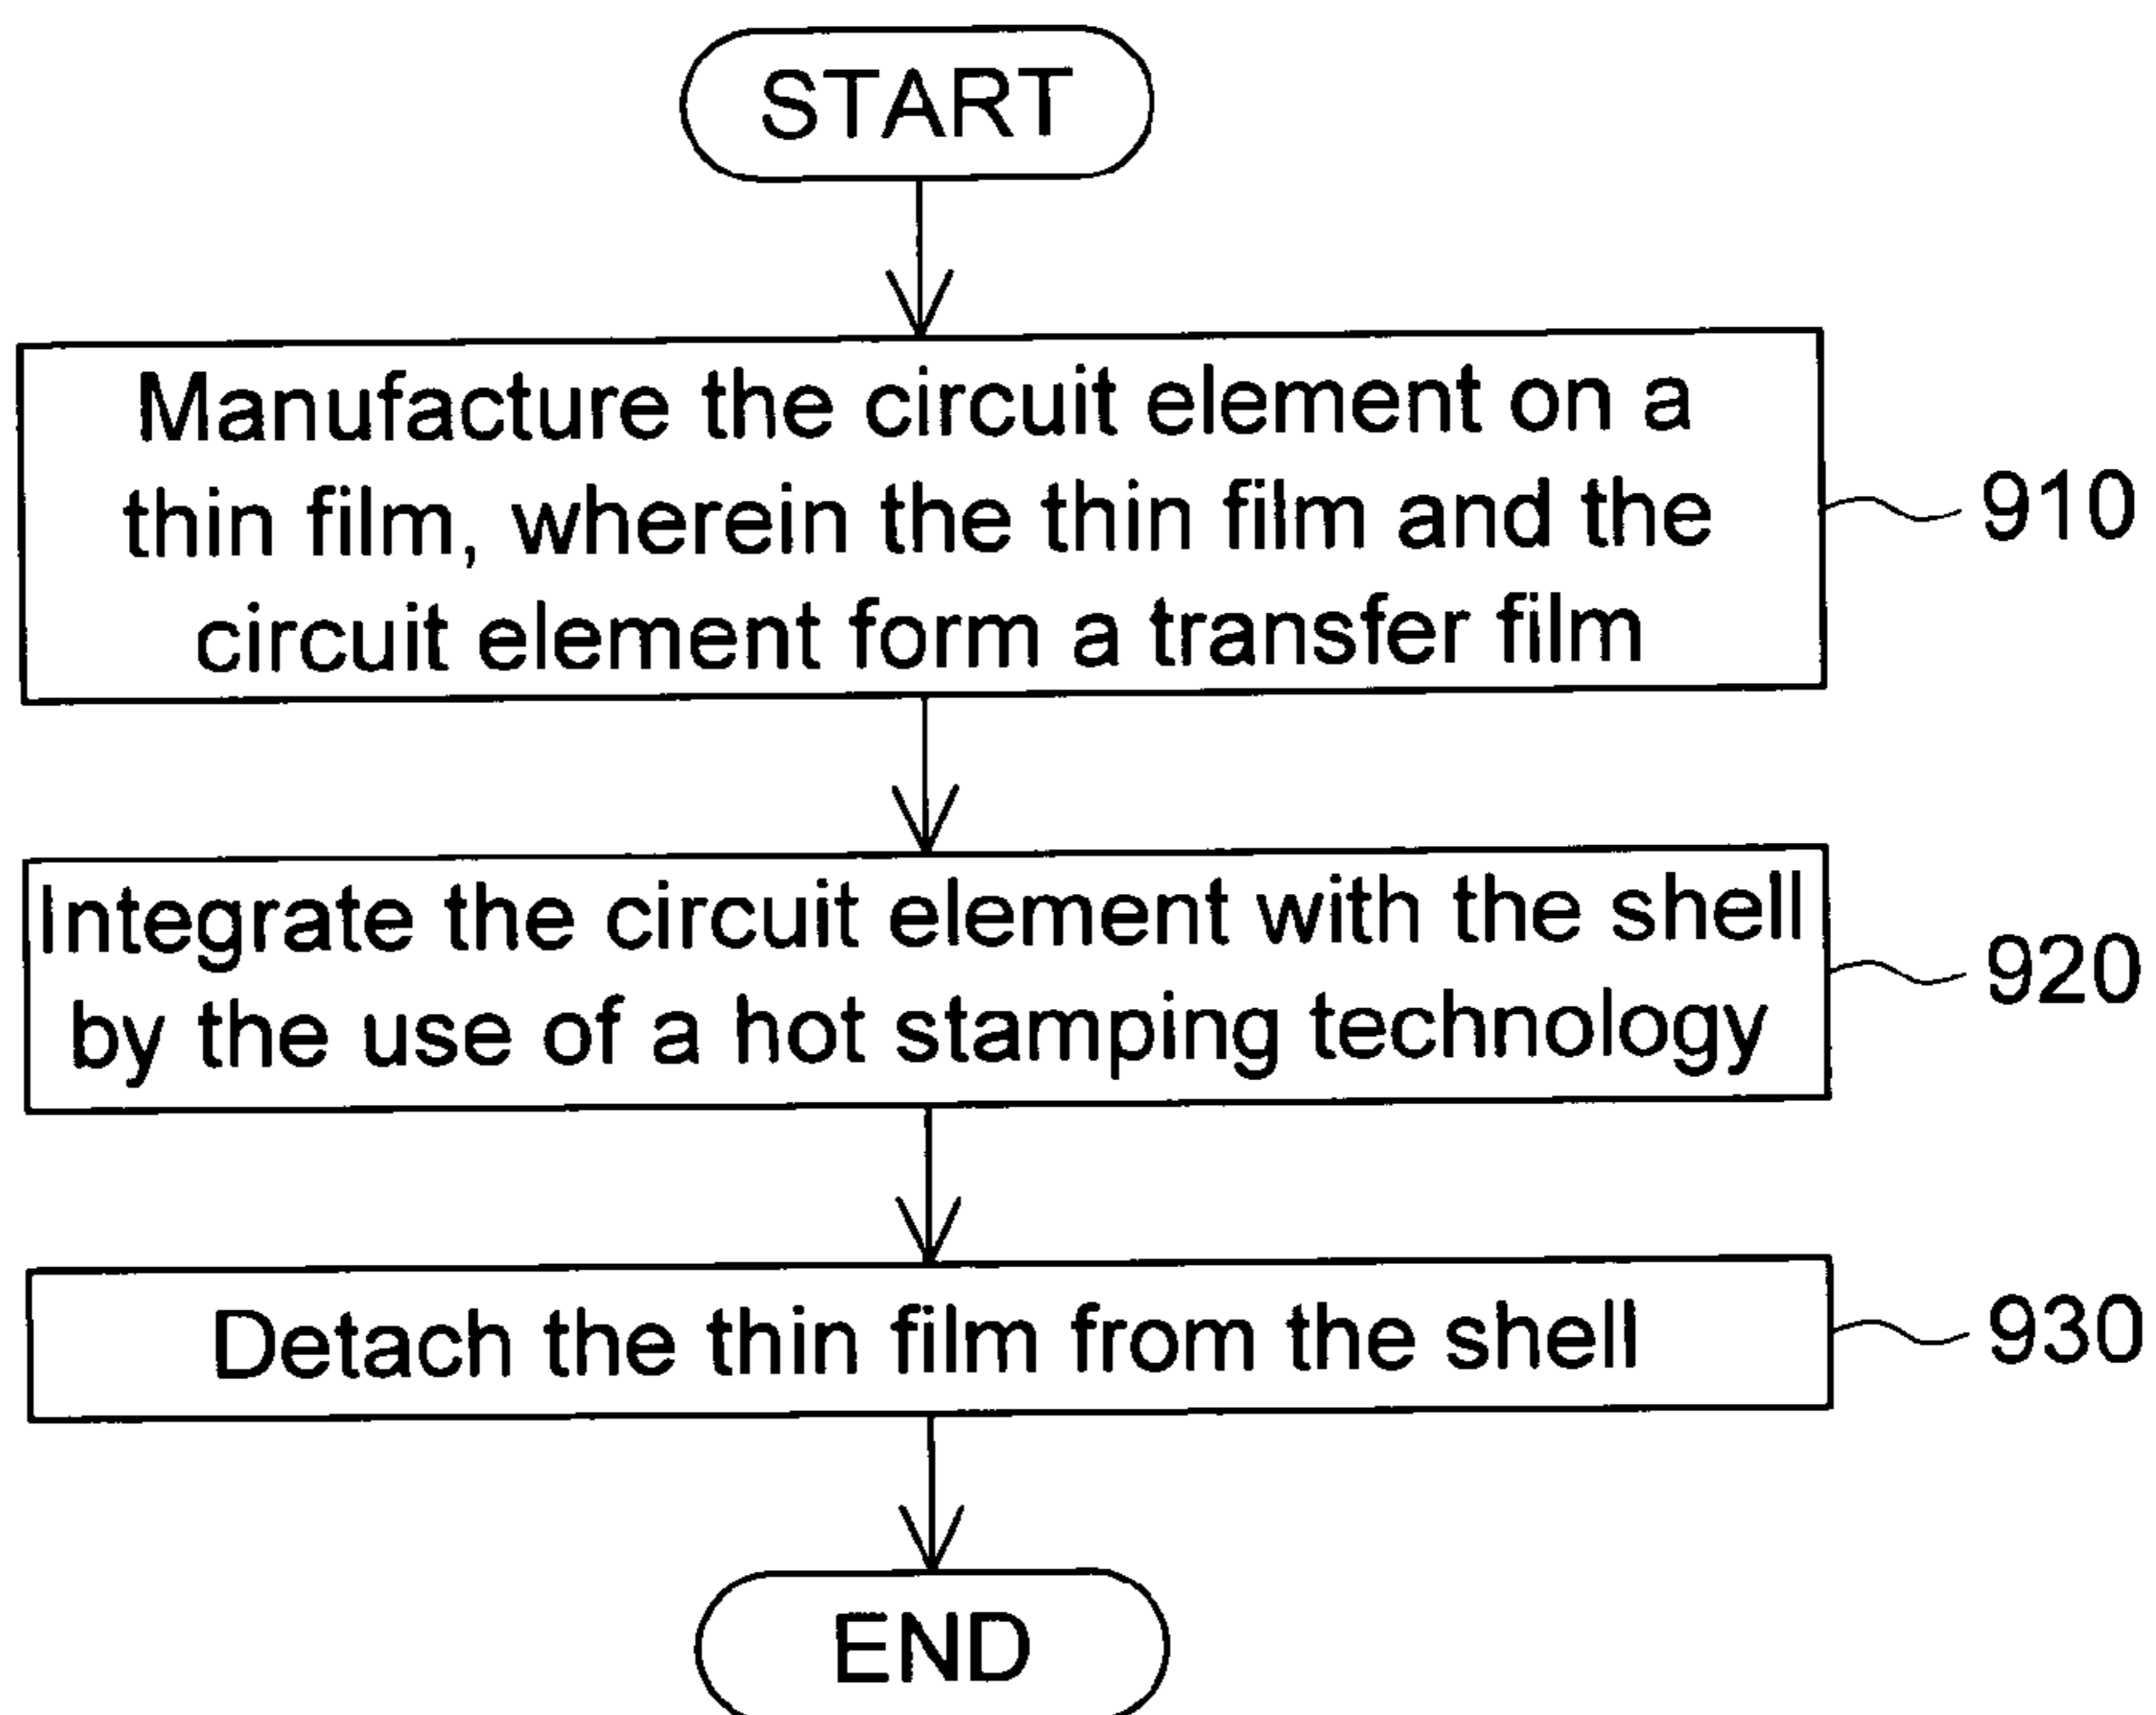 START
Manufacture the circuit element on a
thin film, wherein the thin film and the
circuit element form a transfer film
910
Integrate the circuit element with the shell
by the use of a hot stamping technology
920
Detach the thin film from the shell
930
END